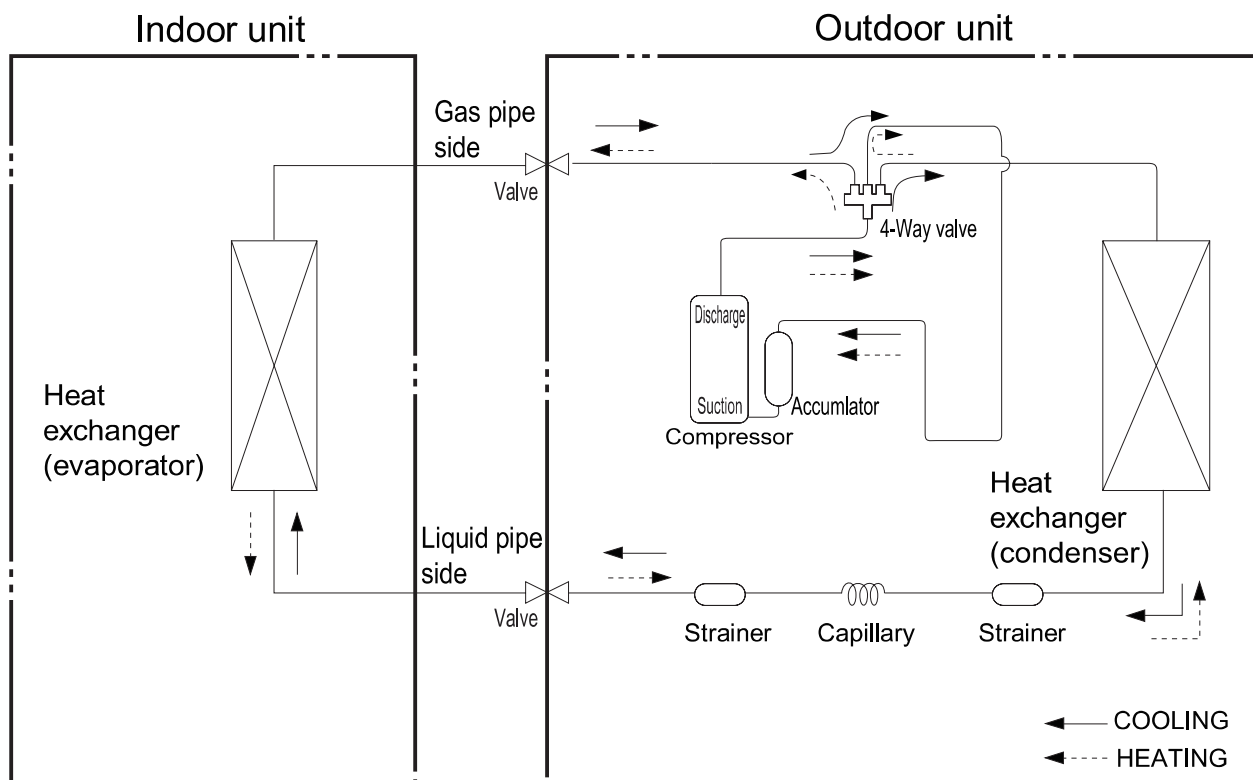 Indoor unit
Outdoor unit
Gas pipe
side
Valve
4-Way valve
Discharge
Suction
Accumlator
Compressor
Heat
exchanger
(evaporator)
Heat
exchanger
(condenser)
Liquid pipe
side
Valve
Strainer
Capillary
Strainer
COOLING
HEATING